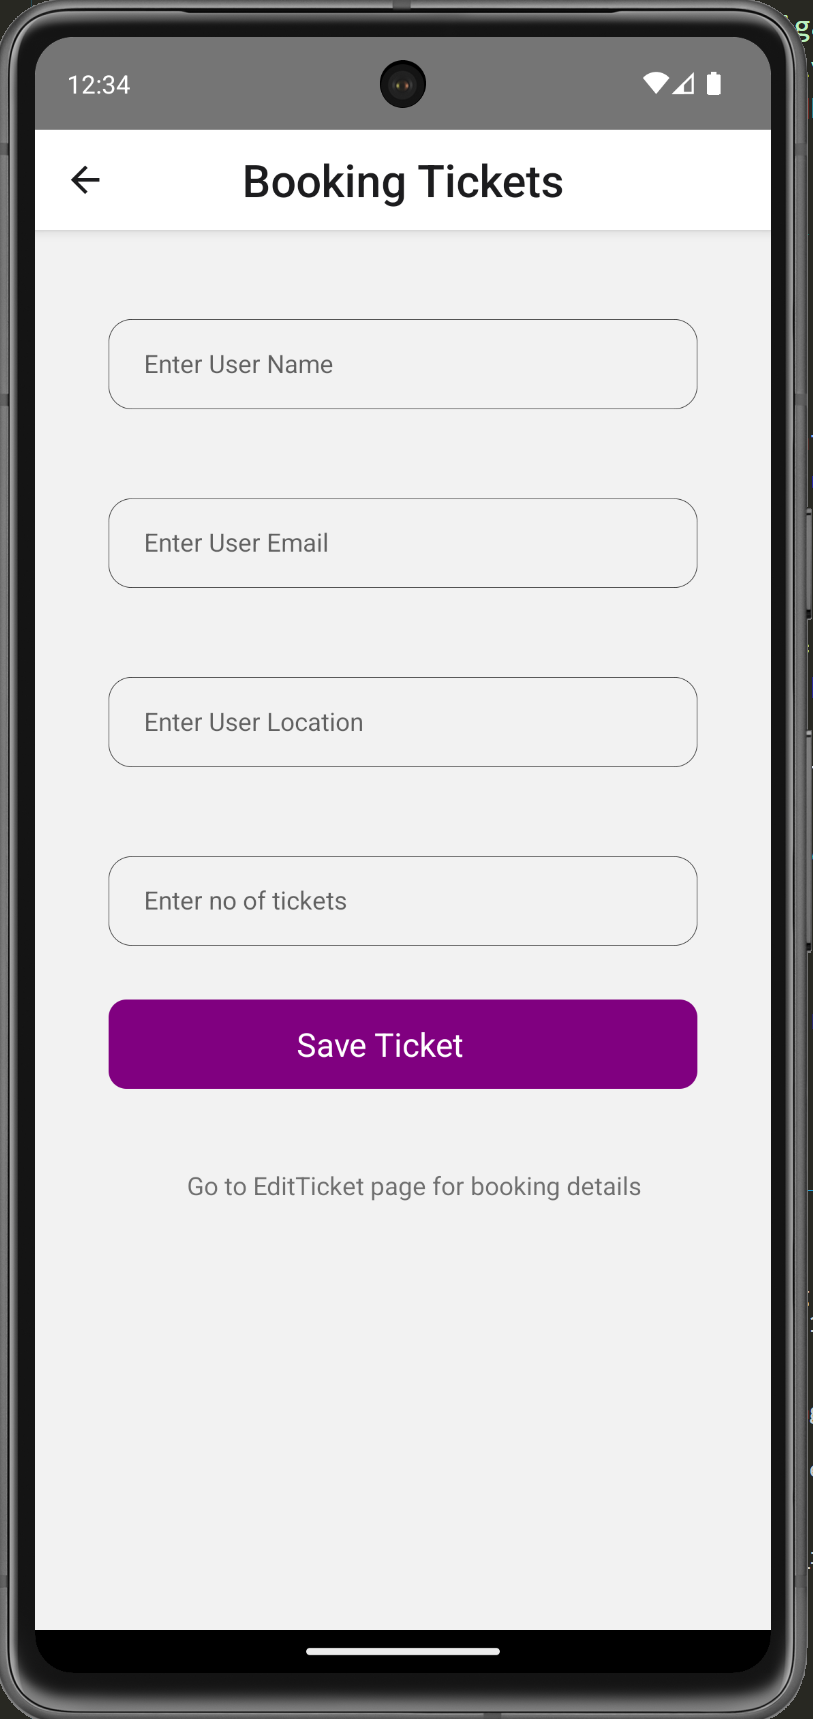 12:34
Booking Tickets
Enter User Name
Enter User Email
Enter User Location
Enter no of tickets
Save Ticket
Go to EditTicket page for booking details